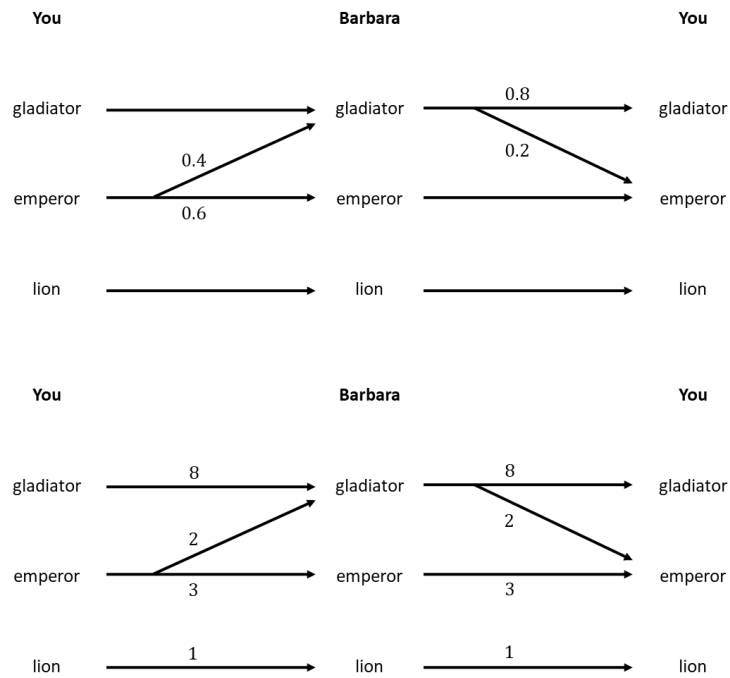 You Barbara You
0.8
gladiator gladiator gladiator
0.4 0.2
emperor emperor emperor
0.6
lion lion lion
You Barbara You
8 8
gladiator gladiator gladiator
2 2
emperor emperor emperor
3 3
1 1
lion lion lion